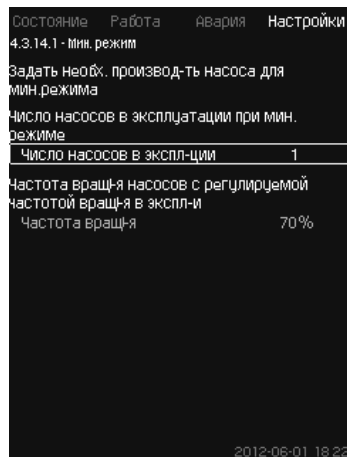 Состояние Работа Авария Настройки
4.3.14.1 - Мин. режим
Задать необх. производ-ть насоса для
мин.режима
Число насосов в эксплуатации при мин.
режиме
Число насосов в экспл-ции 1
Частота вращ-я насосов с регулируемой
частотой вращ-я в экспл-и
Частота вращ-я 70%
2012-06-01 18:22